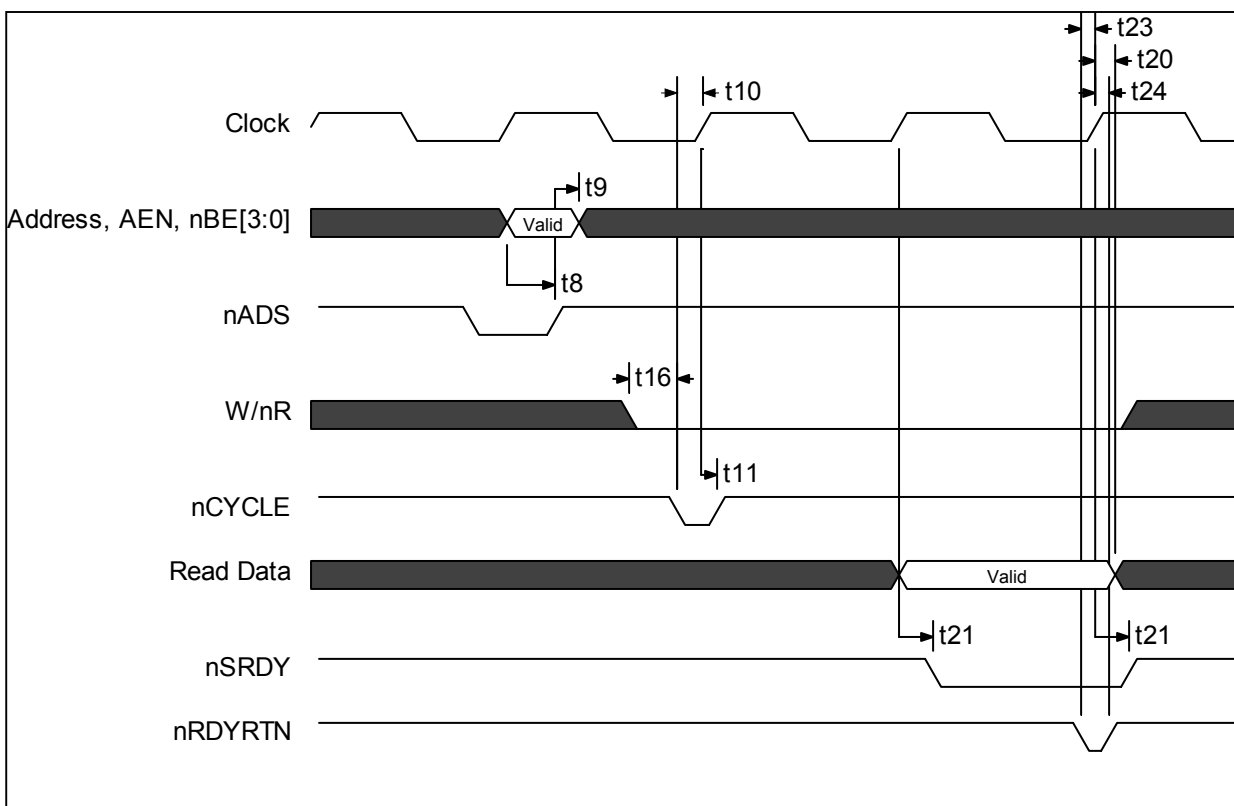 t23
t20
t10
t24
Clock
t9
Address, AEN, nBE[3:0]
Valid
t8
nADS
t16
W/nR
t11
nCYCLE
Read Data
Valid
t21
t21
nSRDY
nRDYRTN